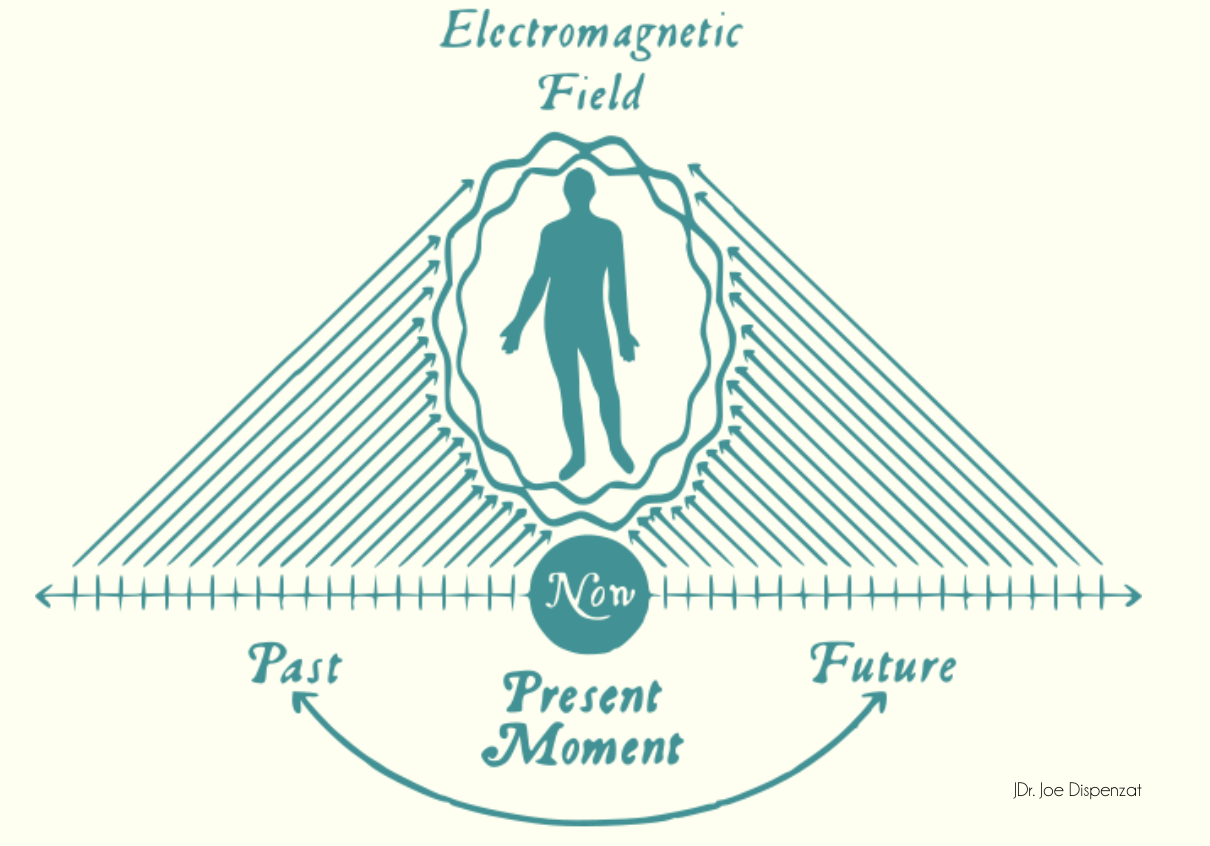 Electromagnetic
Field
Now
Past
Future
Present
Moment
JDr. Joe Dispenzat